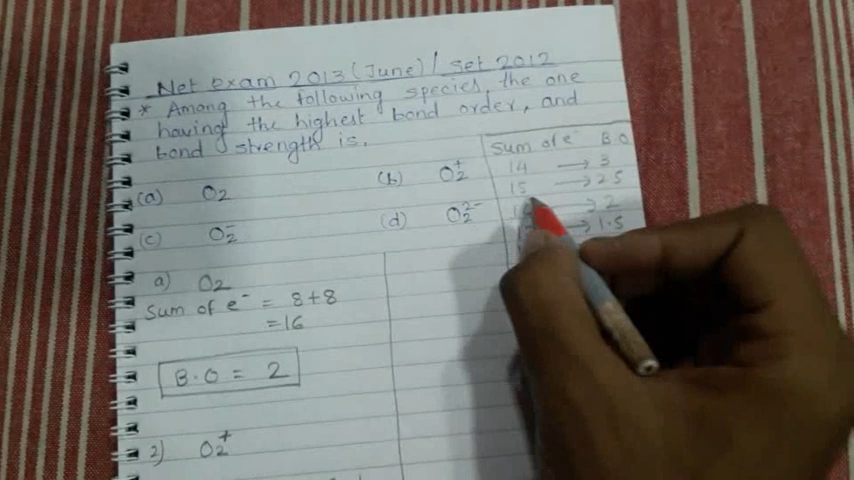 Net exam 2013 (June) / Set 2012
* Among the following species, the one
having the highest bond order, and
bond strength is.
(a) O₂ (b) O₂⁺
(c) O₂⁻ (d) O₂²⁻
Sum of e⁻ B.O
14 → 3
15 → 2.5
→ 2
→ 1.5
a) O₂
Sum of e⁻ = 8+8
=16
B.O = 2
2) O₂⁺